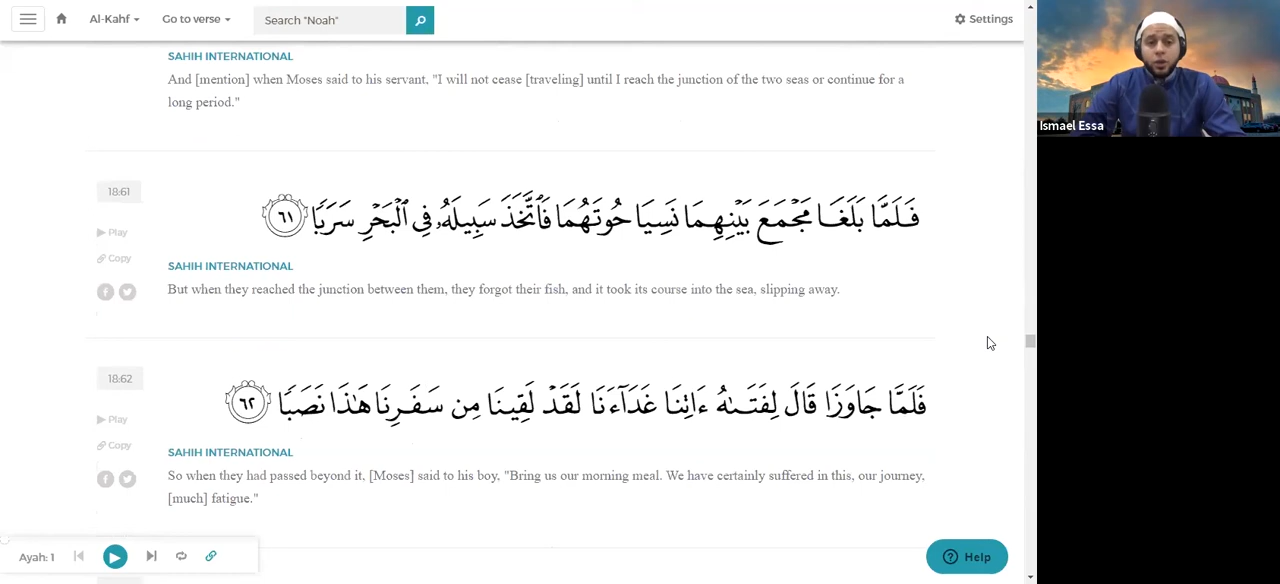 Al-Kahf
Go to verse
Search "Noah"
Settings
SAHIH INTERNATIONAL
And [mention] when Moses said to his servant, "I will not cease [traveling] until I reach the junction of the two seas or continue for a
long period."
Ismael Essa
18:61
فَلَمَّا بَلَغَا مَجْمَعَ بَيْنِهِمَا نَسِيَا حُوتَهُمَا فَٱتَّخَذَ سَبِيلَهُۥ فِى ٱلْبَحْرِ سَرَبًا ٦١
Play
Copy
SAHIH INTERNATIONAL
But when they reached the junction between them, they forgot their fish, and it took its course into the sea, slipping away.
18:62
فَلَمَّا جَاوَزَا قَالَ لِفَتَىٰهُ ءَاتِنَا غَدَآءَنَا لَقَدْ لَقِينَا مِن سَفَرِنَا هَـٰذَا نَصَبًا ٦٢
Play
Copy
SAHIH INTERNATIONAL
So when they had passed beyond it, [Moses] said to his boy, "Bring us our morning meal. We have certainly suffered in this, our journey,
[much] fatigue."
Ayah: 1
Help